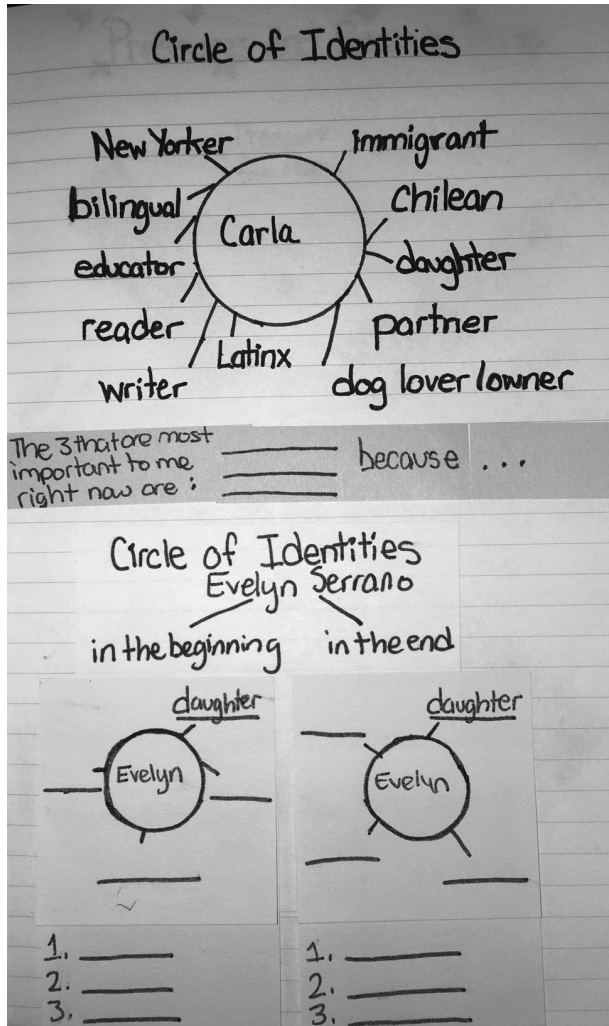 Circle of Identities
New Yorker
immigrant
bilingual
Chilean
Carla
educator
daughter
reader
partner
Latinx
writer
dog lover/owner
The 3 that are most
important to me
right now are:
because ...
Circle of Identities
Evelyn Serrano
in the beginning
in the end
daughter
Evelyn
daughter
Evelyn
1.
2.
3.
1.
2.
3.